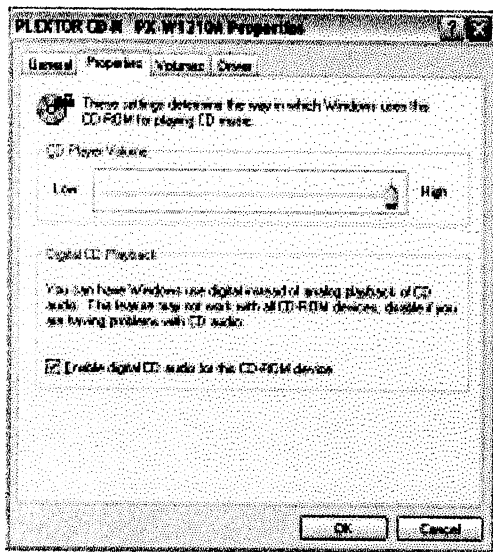 PLEXTOR CD-R PX-W1210A Properties
General Properties Volumes Driver
These settings determine the way in which Windows uses the
CD-ROM for playing CD music.
CD Player Volume
Low High
Digital CD Playback
You can have Windows use digital instead of analog playback of CD
audio. This feature may not work with all CD-ROM devices; disable if you
are having problems with CD audio.
Enable digital CD audio for this CD-ROM device.
OK Cancel